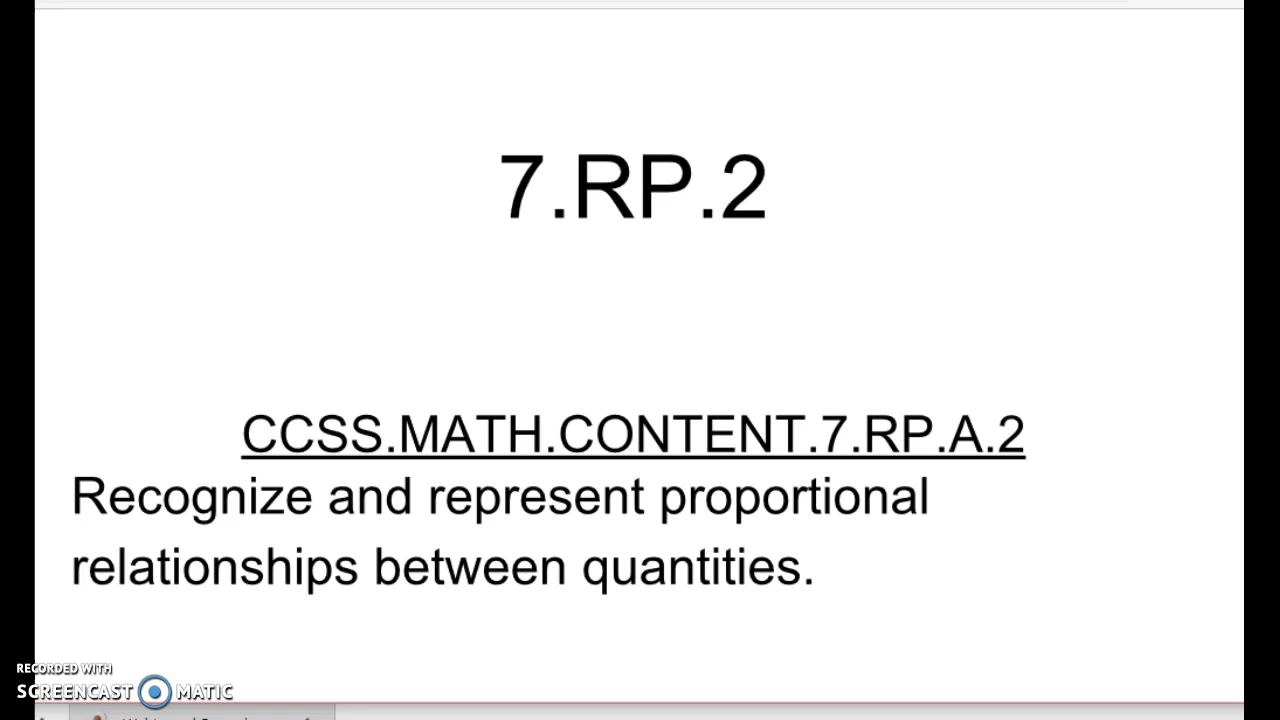 7.RP.2
CCSS.MATH.CONTENT.7.RP.A.2
Recognize and represent proportional
relationships between quantities.
RECORDED WITH
SCREENCAST MATIC